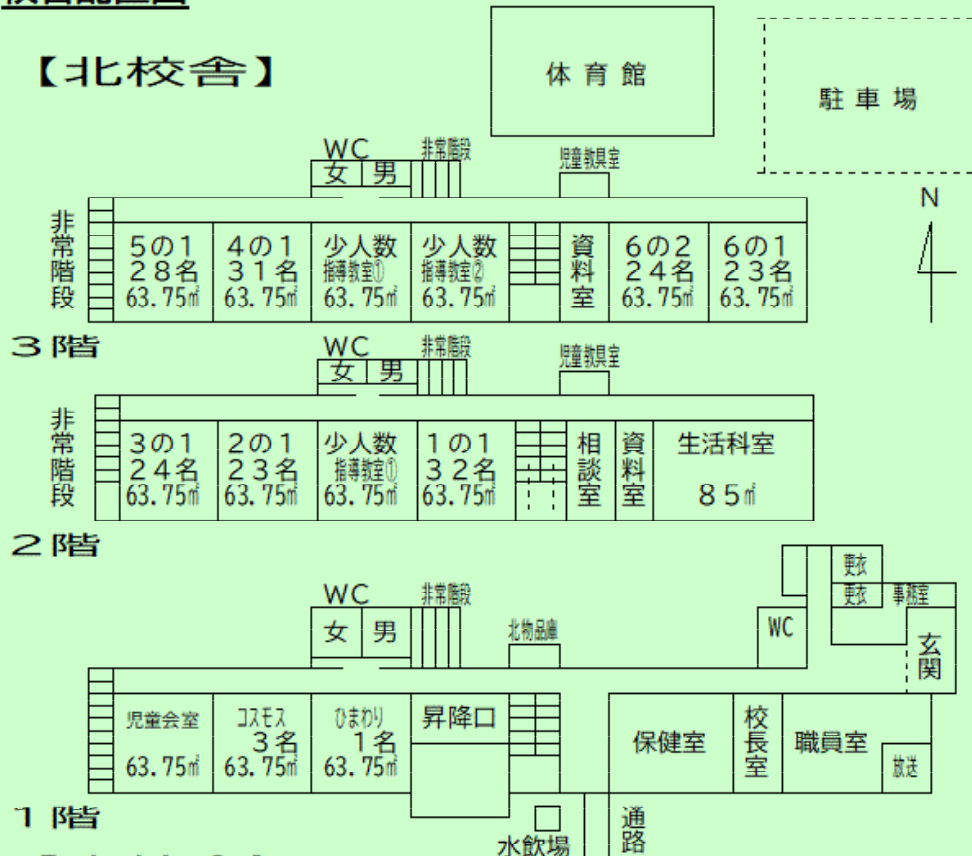 【北校舎】
体育館
駐車場
N
WC
女 男
非常階段
児童教具室
非常階段
5の1
28名
63.75㎡
4の1
31名
63.75㎡
少人数
指導教室①
63.75㎡
少人数
指導教室②
63.75㎡
資料室
6の2
24名
63.75㎡
6の1
23名
63.75㎡
3階
WC
女 男
非常階段
児童教具室
非常階段
3の1
24名
63.75㎡
2の1
23名
63.75㎡
少人数
指導教室①
63.75㎡
1の1
32名
63.75㎡
相談室
資料室
生活科室
85㎡
2階
WC
女 男
非常階段
北物品庫
WC
更衣
更衣
事務室
玄関
児童会室
63.75㎡
コスモス
3名
63.75㎡
ひまわり
1名
63.75㎡
昇降口
保健室
校長室
職員室
放送
1階
水飲場
通路